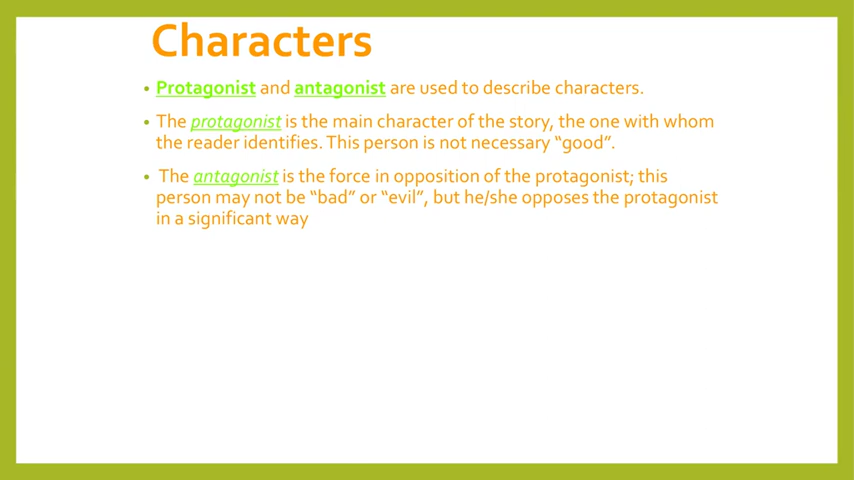 Characters
• Protagonist and antagonist are used to describe characters.
• The protagonist is the main character of the story, the one with whom
the reader identifies. This person is not necessary “good”.
• The antagonist is the force in opposition of the protagonist; this
person may not be “bad” or “evil”, but he/she opposes the protagonist
in a significant way